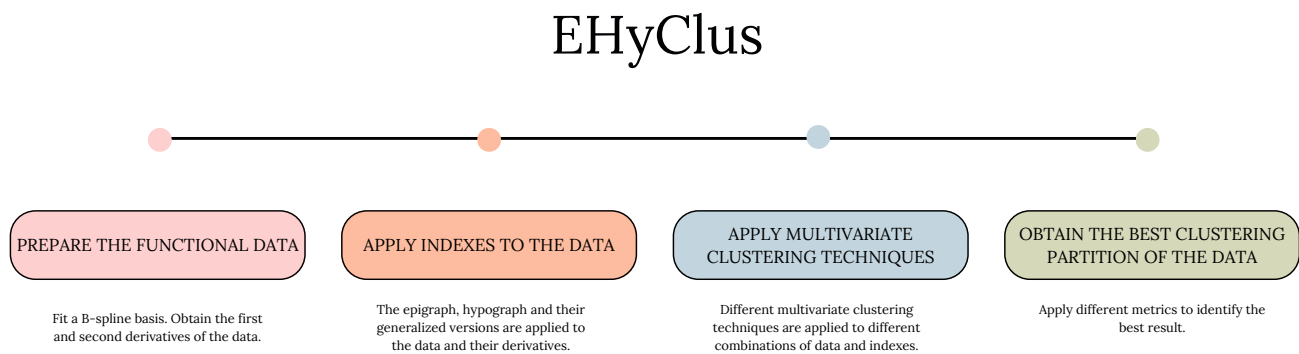 EHyClus
PREPARE THE FUNCTIONAL DATA
Fit a B-spline basis. Obtain the first
and second derivatives of the data.
APPLY INDEXES TO THE DATA
The epigraph, hypograph and their
generalized versions are applied to
the data and their derivatives.
APPLY MULTIVARIATE
CLUSTERING TECHNIQUES
Different multivariate clustering
techniques are applied to different
combinations of data and indexes.
OBTAIN THE BEST CLUSTERING
PARTITION OF THE DATA
Apply different metrics to identify the
best result.